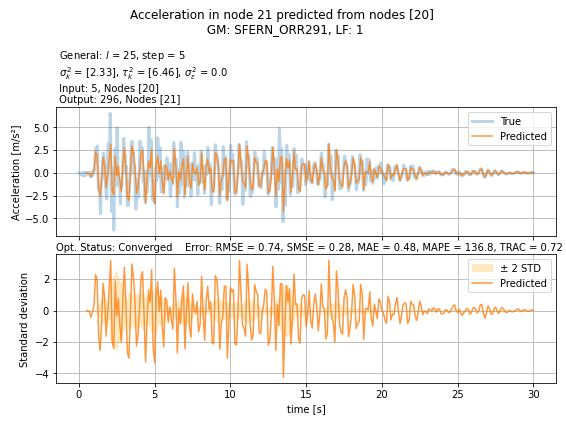 Acceleration in node 21 predicted from nodes [20]
GM: SFERN_ORR291, LF: 1
General: l = 25, step = 5
σ²ₖ = [2.33], τ²ₖ = [6.46], σ²_ε = 0.0
Input: 5, Nodes [20]
Output: 296, Nodes [21]
Acceleration [m/s²]
5.0
2.5
0.0
−2.5
−5.0
True
Predicted
Opt. Status: Converged Error: RMSE = 0.74, SMSE = 0.28, MAE = 0.48, MAPE = 136.8, TRAC = 0.72
Standard deviation
2
0
−2
−4
± 2 STD
Predicted
0 5 10 15 20 25 30
time [s]